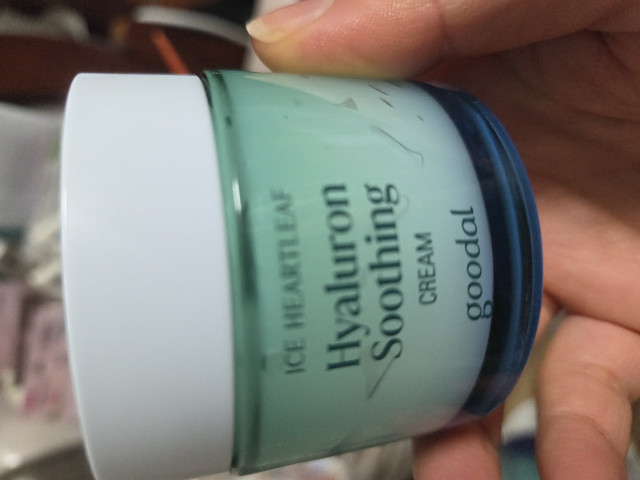 ICE HEARTLEAF
Hyaluron
Soothing
CREAM
goodal